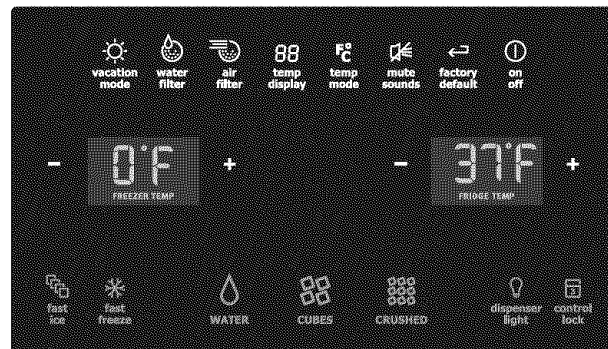 88 F°C
vacation water air temp temp mute factory on
mode filter filter display mode sounds default off
- 0°F + - 37°F +
FREEZER TEMP FRIDGE TEMP
fast fast WATER CUBES CRUSHED dispenser control
ice freeze light lock